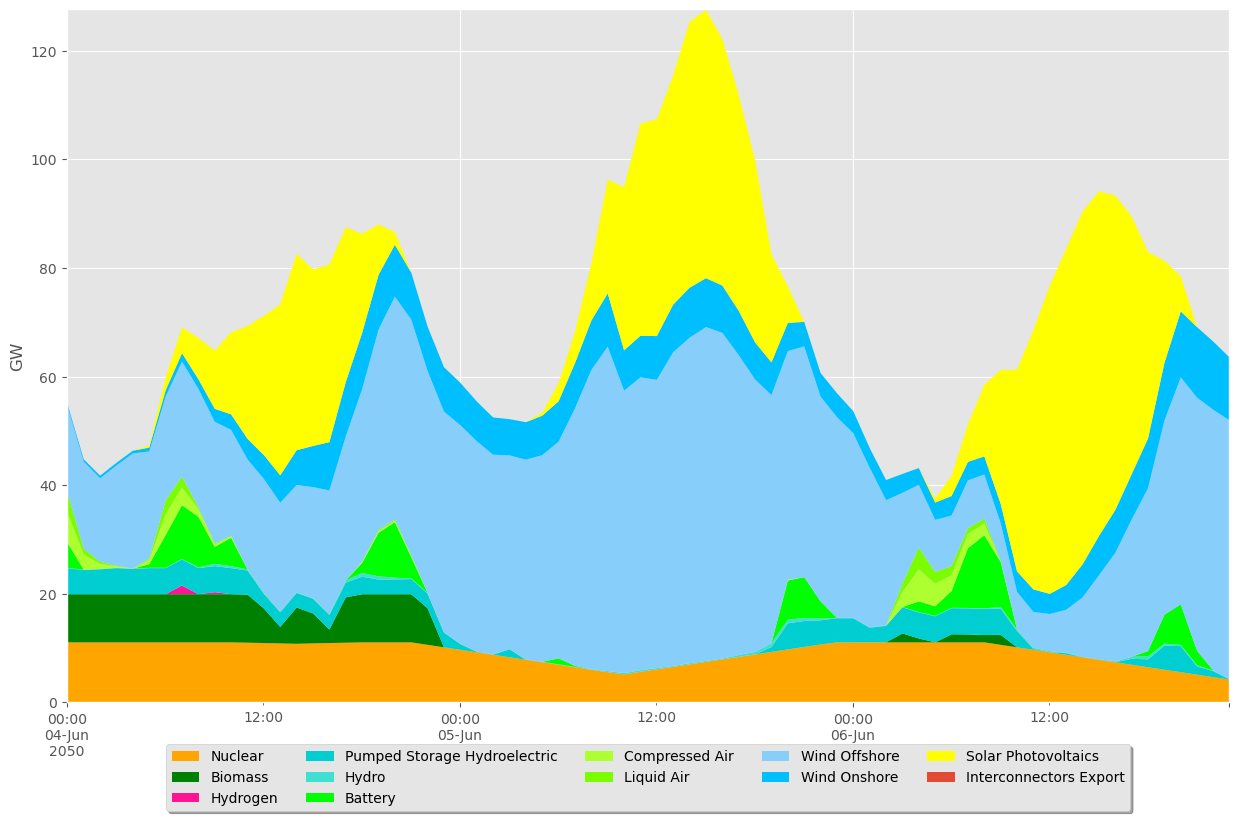 120
100
80
60
40
20
0
GW
00:00 12:00 00:00 12:00 00:00 12:00
04-Jun 05-Jun 06-Jun
2050
Nuclear Pumped Storage Hydroelectric Compressed Air Wind Offshore Solar Photovoltaics
Biomass Hydro Liquid Air Wind Onshore Interconnectors Export
Hydrogen Battery